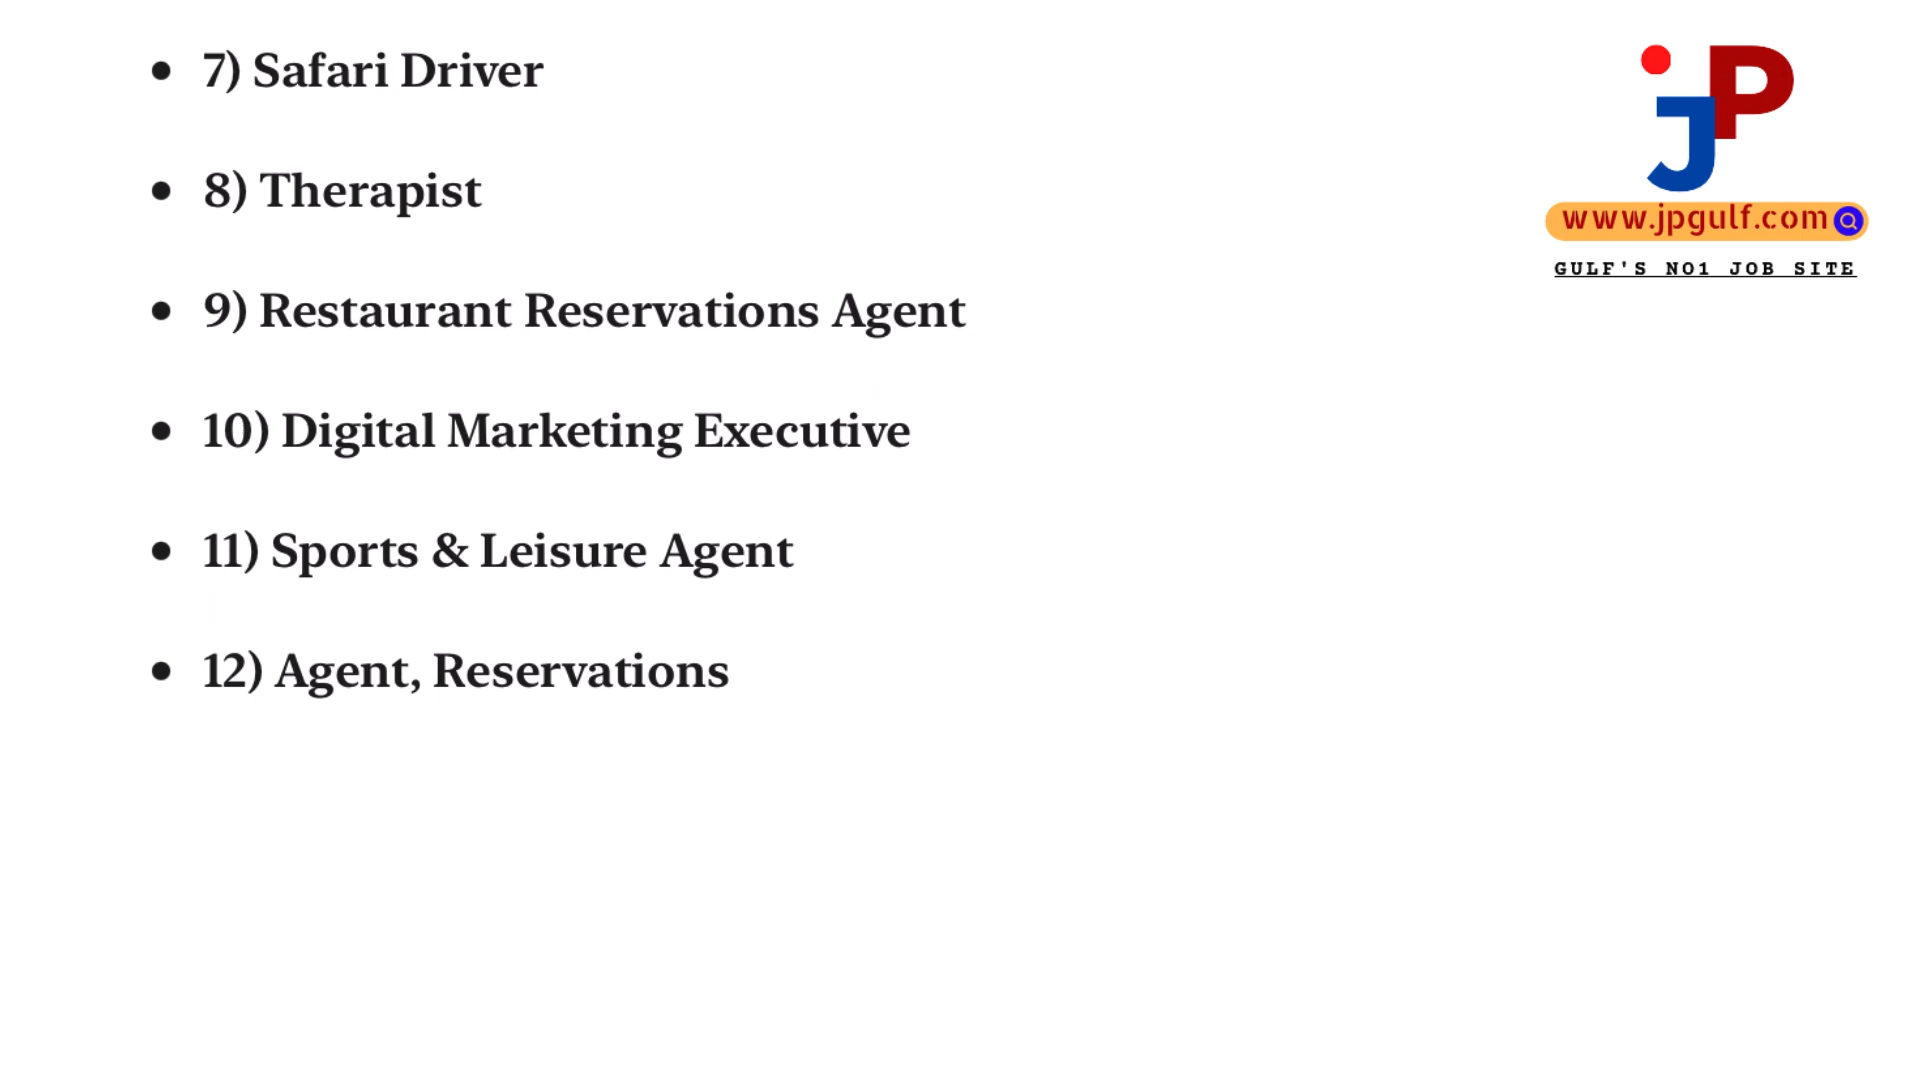 7) Safari Driver
8) Therapist
9) Restaurant Reservations Agent
10) Digital Marketing Executive
11) Sports & Leisure Agent
12) Agent, Reservations
JP
www.jpgulf.com
GULF'S NO1 JOB SITE